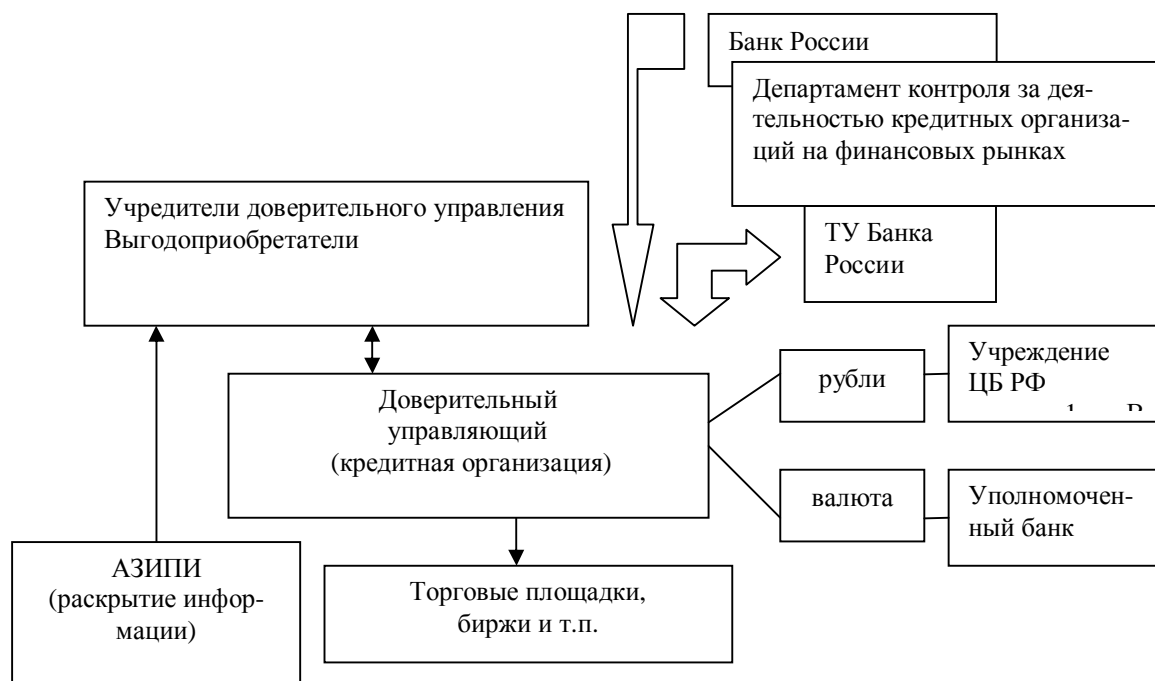 Банк России
Департамент контроля за дея-
тельностью кредитных организа-
ций на финансовых рынках
Учредители доверительного управления
Выгодоприобретатели
ТУ Банка
России
Доверительный
управляющий
(кредитная организация)
рубли
Учреждение
ЦБ РФ
валюта
Уполномочен-
ный банк
АЗИПИ
(раскрытие инфор-
мации)
Торговые площадки,
биржи и т.п.